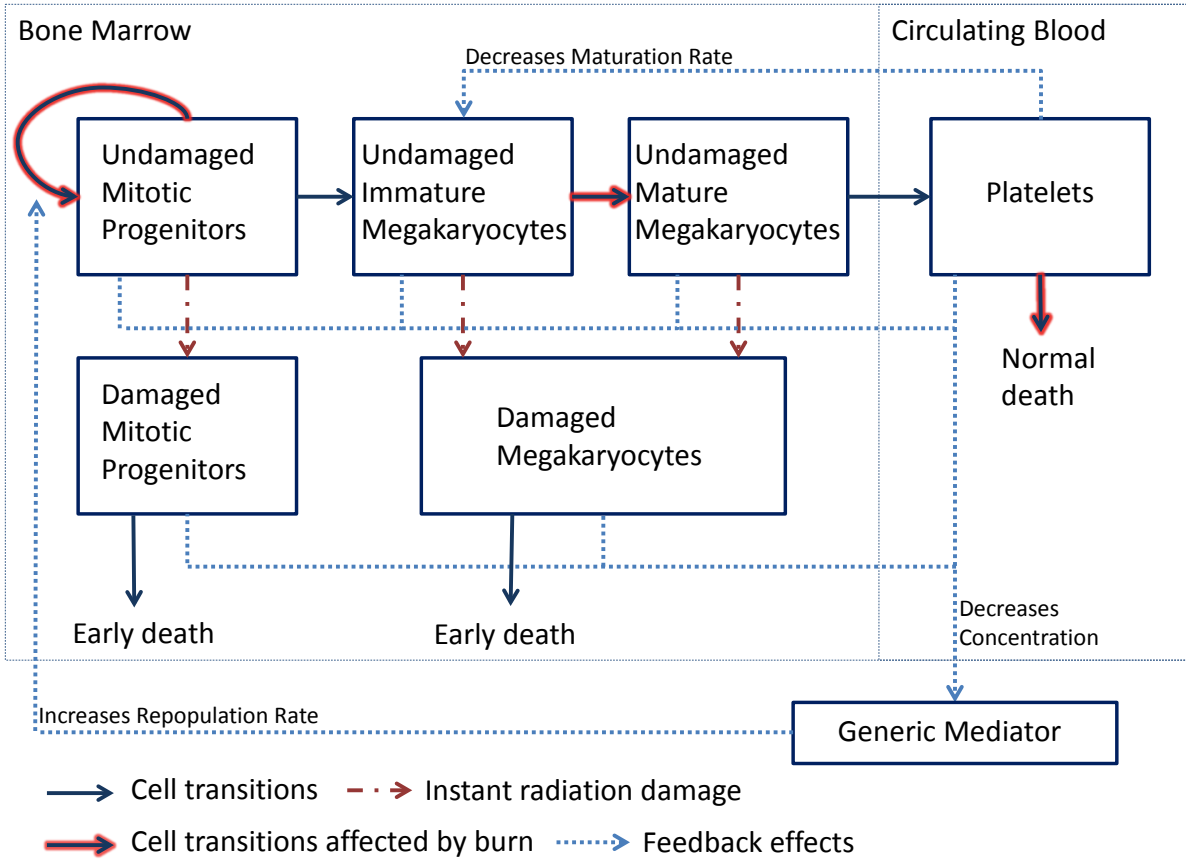 Bone Marrow
Circulating Blood
Decreases Maturation Rate
Undamaged
Mitotic
Progenitors
Undamaged
Immature
Megakaryocytes
Undamaged
Mature
Megakaryocytes
Platelets
Normal
death
Damaged
Mitotic
Progenitors
Damaged
Megakaryocytes
Early death
Early death
Decreases
Concentration
Increases Repopulation Rate
Generic Mediator
Cell transitions
Instant radiation damage
Cell transitions affected by burn
Feedback effects